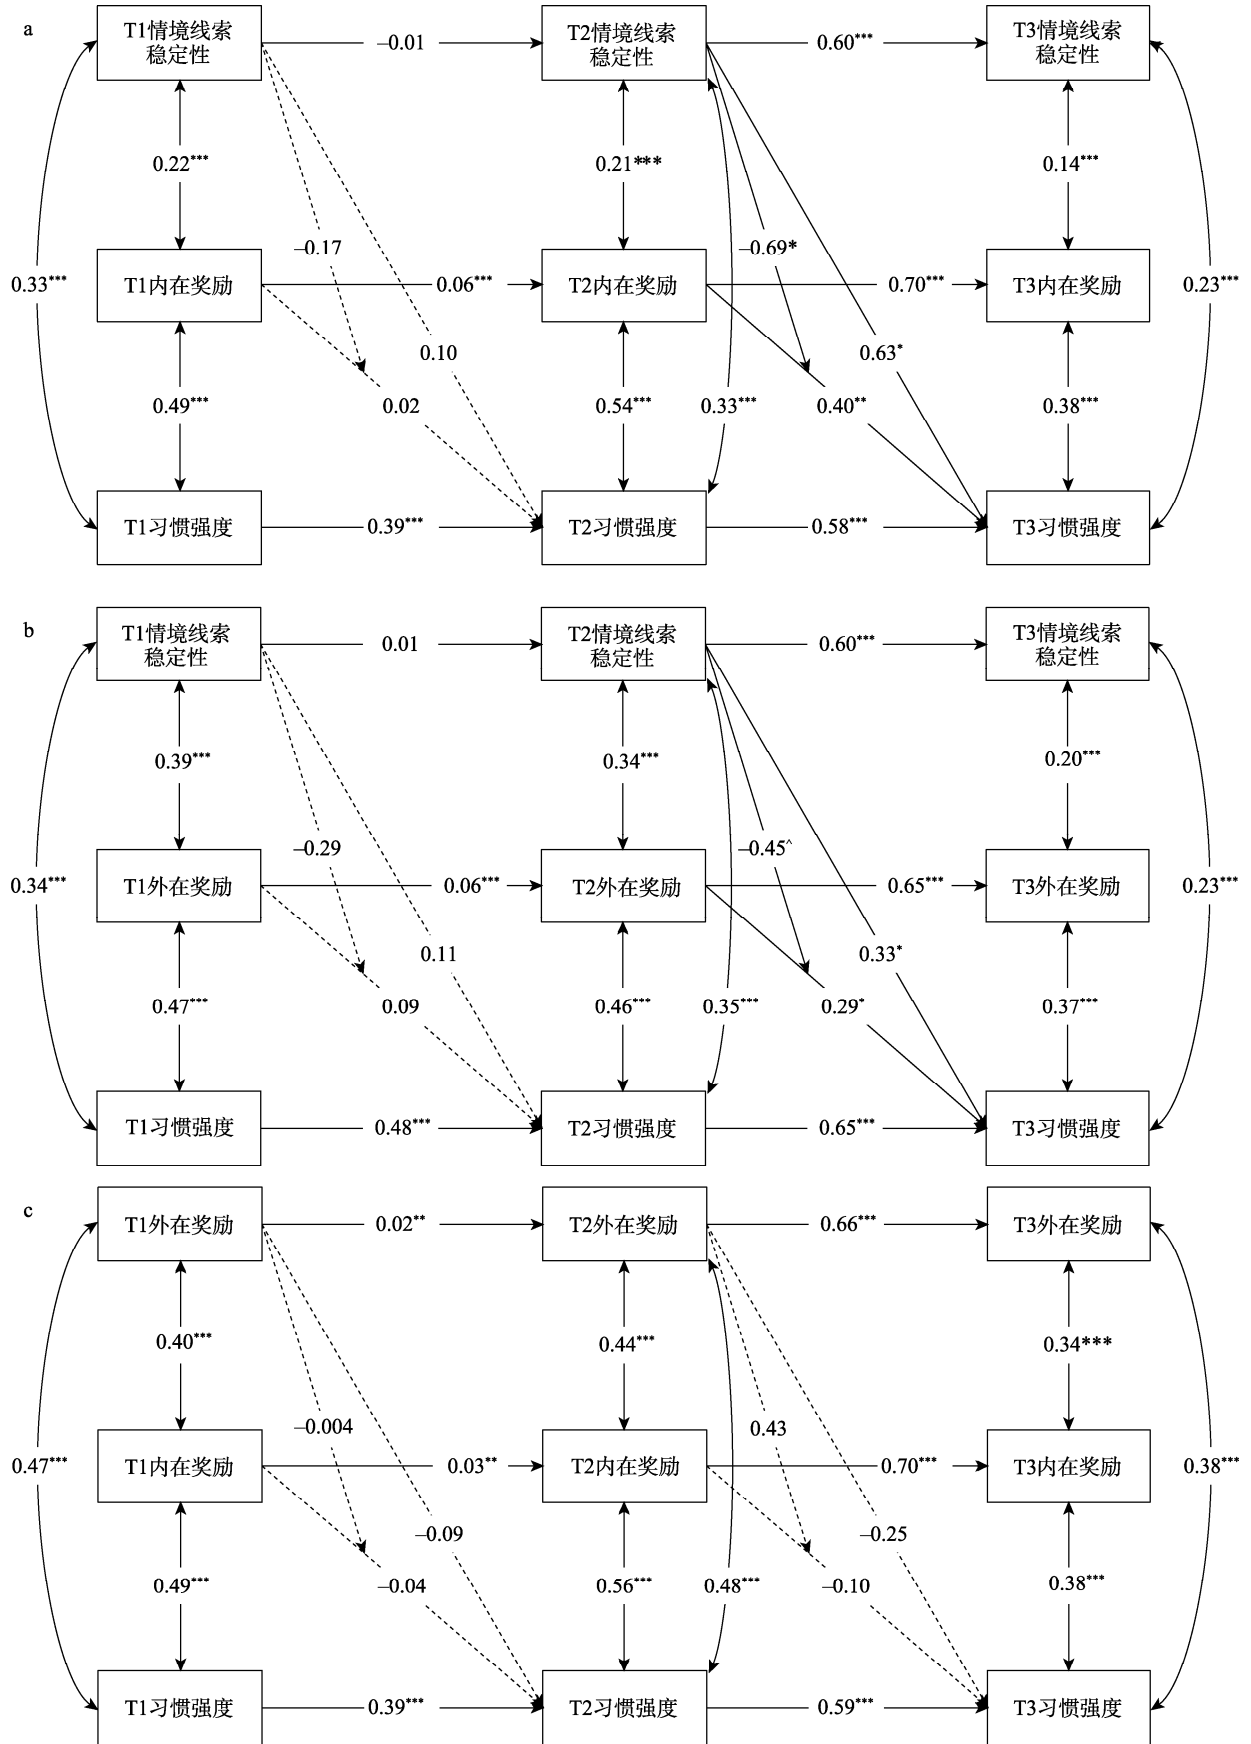 a
T1情境线索
稳定性
–0.01
T2情境线索
稳定性
0.60***
T3情境线索
稳定性
0.22***
0.21***
0.14***
–0.17
–0.69*
0.33***
T1内在奖励
0.06***
T2内在奖励
0.70***
T3内在奖励
0.23***
0.10
0.63*
0.49***
0.02
0.54***
0.33***
0.40**
0.38***
T1习惯强度
0.39***
T2习惯强度
0.58***
T3习惯强度
b
T1情境线索
稳定性
0.01
T2情境线索
稳定性
0.60***
T3情境线索
稳定性
0.39***
0.34***
0.20***
–0.29
–0.45^
0.34***
T1外在奖励
0.06***
T2外在奖励
0.65***
T3外在奖励
0.23***
0.11
0.33*
0.47***
0.09
0.46***
0.35***
0.29*
0.37***
T1习惯强度
0.48***
T2习惯强度
0.65***
T3习惯强度
c
T1外在奖励
0.02**
T2外在奖励
0.66***
T3外在奖励
0.40***
0.44***
0.34***
–0.004
0.43
0.47***
T1内在奖励
0.03**
T2内在奖励
0.70***
T3内在奖励
0.38***
–0.09
–0.25
0.49***
–0.04
0.56***
0.48***
–0.10
0.38***
T1习惯强度
0.39***
T2习惯强度
0.59***
T3习惯强度